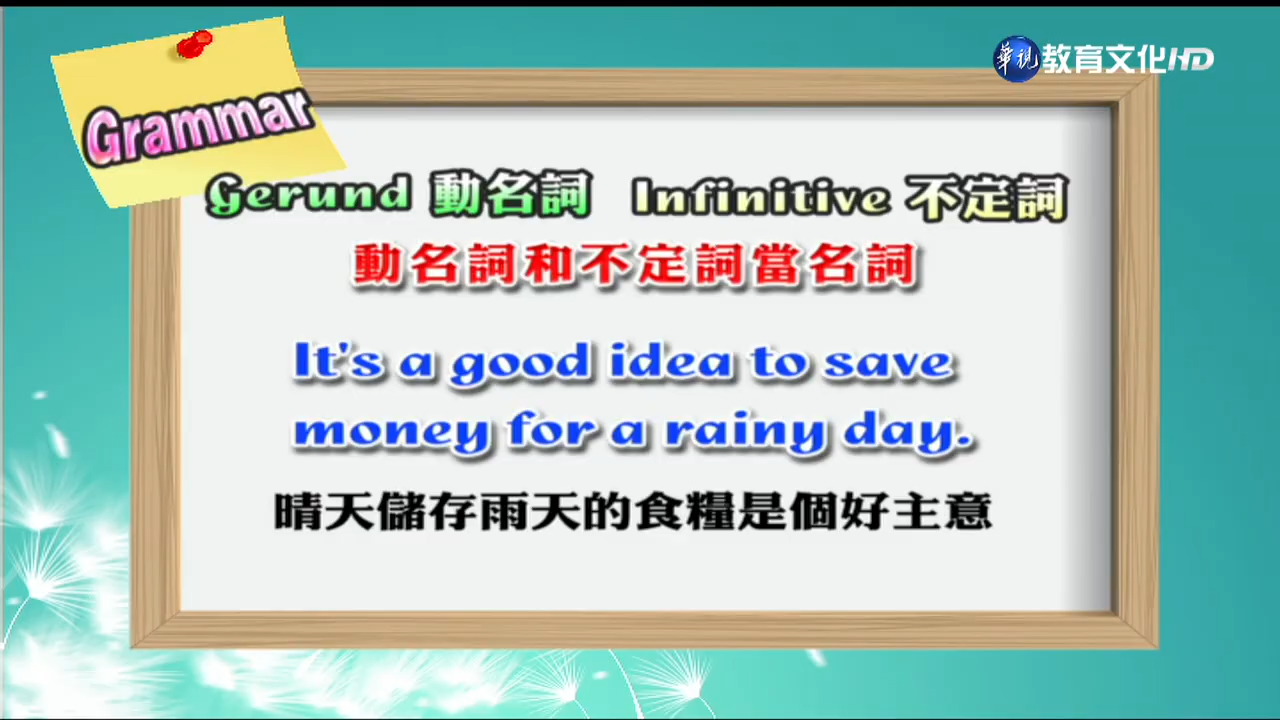 華視 教育文化HD
Grammar
Gerund 動名詞 Infinitive 不定詞
動名詞和不定詞當名詞
It's a good idea to save
money for a rainy day.
晴天儲存雨天的食糧是個好主意